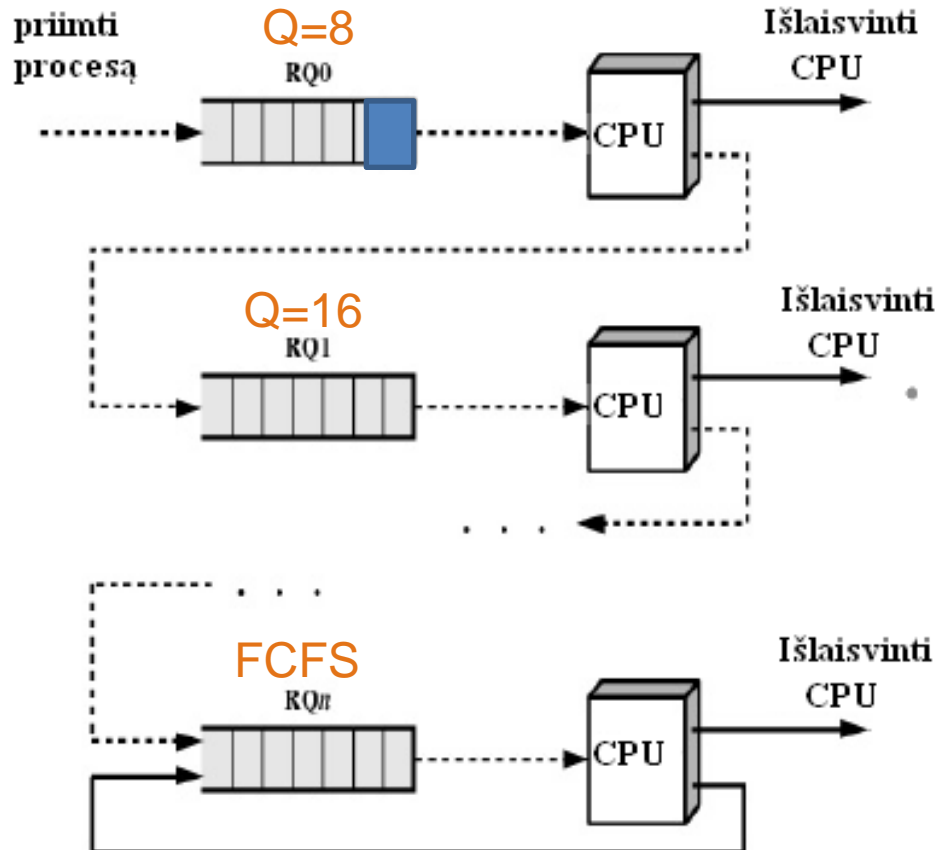 priimti
procesą
Q=8
RQ0
CPU
Išlaisvinti
CPU
Q=16
RQ1
CPU
Išlaisvinti
CPU
. . .
. . .
FCFS
RQn
CPU
Išlaisvinti
CPU